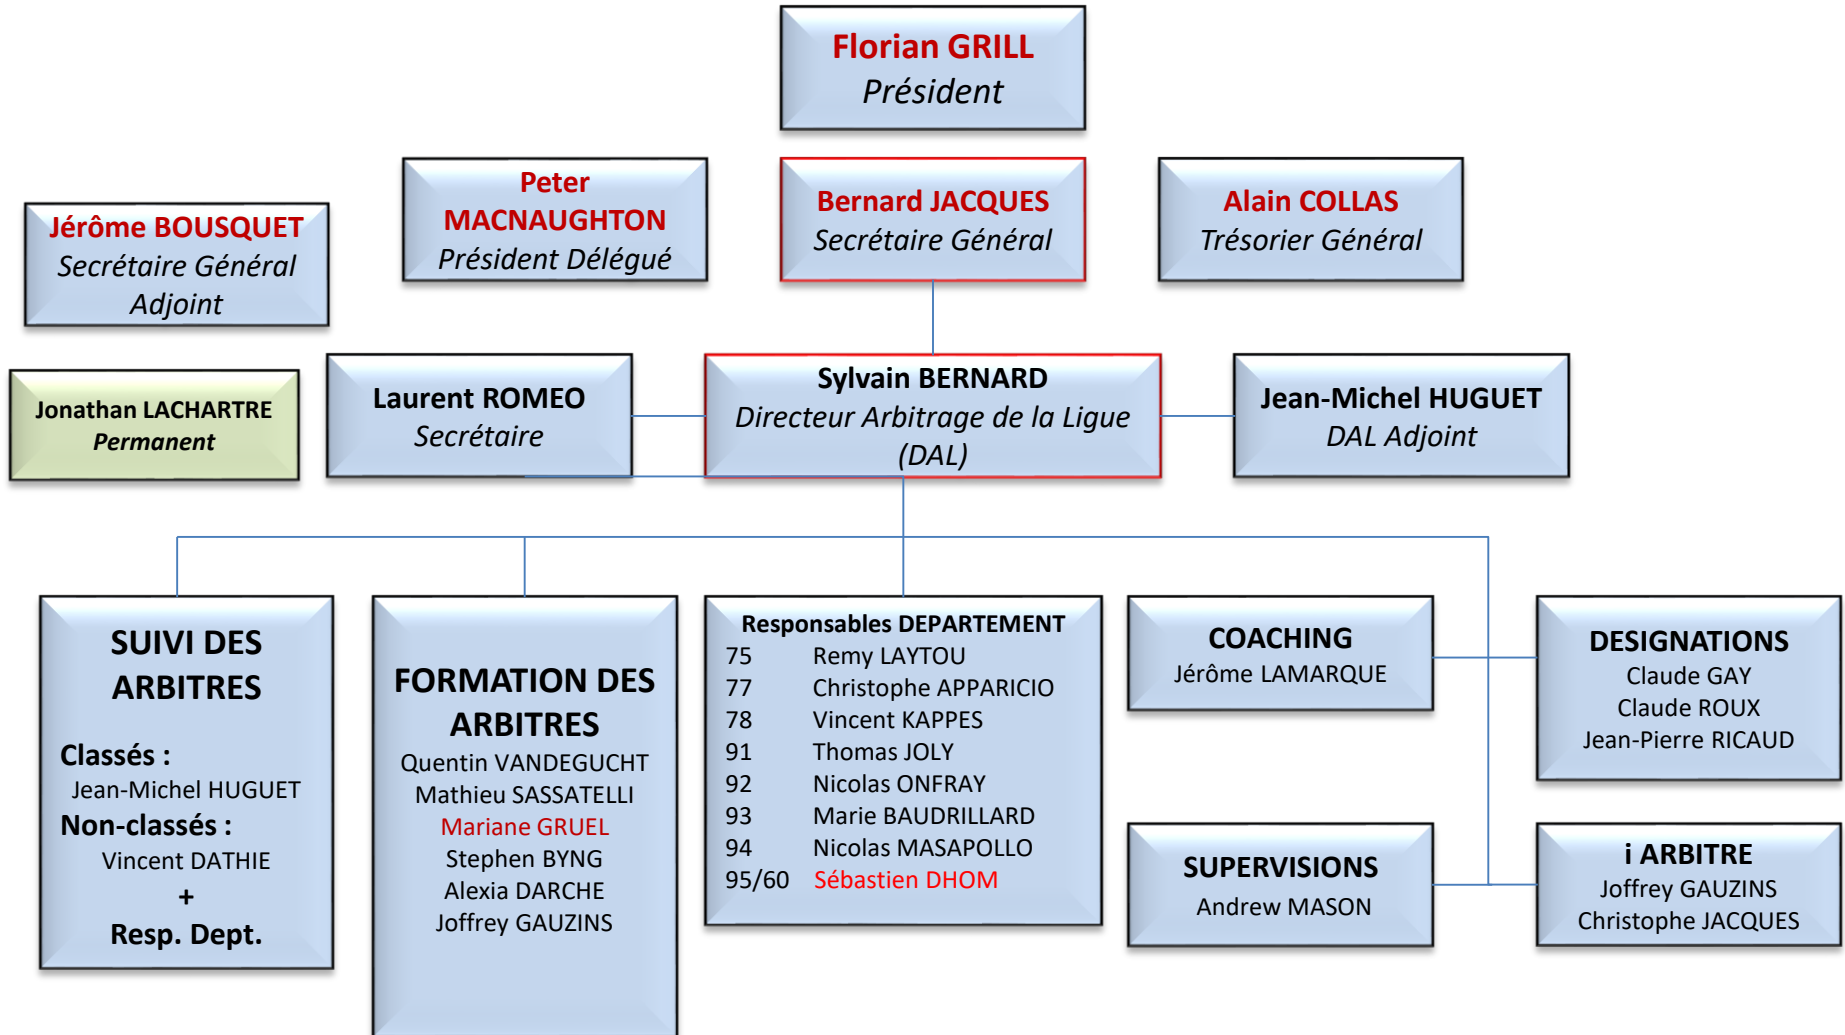 Florian GRILL
Président
Jérôme BOUSQUET
Secrétaire Général
Adjoint
Peter
MACNAUGHTON
Président Délégué
Bernard JACQUES
Secrétaire Général
Alain COLLAS
Trésorier Général
Jonathan LACHARTRE
Permanent
Laurent ROMEO
Secrétaire
Sylvain BERNARD
Directeur Arbitrage de la Ligue
(DAL)
Jean-Michel HUGUET
DAL Adjoint
SUIVI DES
ARBITRES
Classés :
Jean-Michel HUGUET
Non-classés :
Vincent DATHIE
+
Resp. Dept.
FORMATION DES
ARBITRES
Quentin VANDEGUCHT
Mathieu SASSATELLI
Mariane GRUEL
Stephen BYNG
Alexia DARCHE
Joffrey GAUZINS
Responsables DEPARTEMENT
75 Remy LAYTOU
77 Christophe APPARICIO
78 Vincent KAPPES
91 Thomas JOLY
92 Nicolas ONFRAY
93 Marie BAUDRILLARD
94 Nicolas MASAPOLLO
95/60 Sébastien DHOM
COACHING
Jérôme LAMARQUE
DESIGNATIONS
Claude GAY
Claude ROUX
Jean-Pierre RICAUD
SUPERVISIONS
Andrew MASON
i ARBITRE
Joffrey GAUZINS
Christophe JACQUES